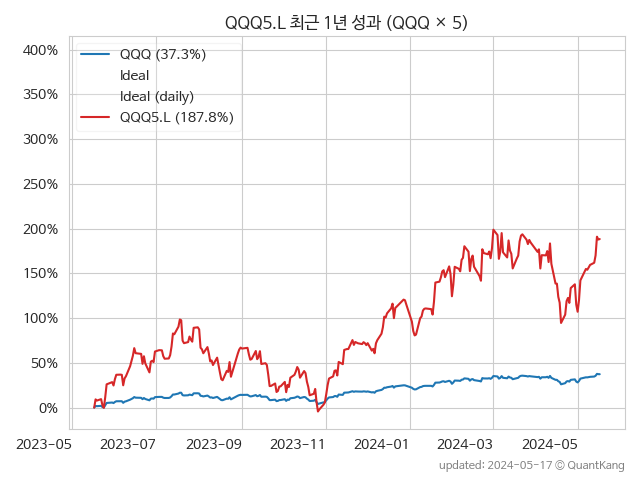 QQQ5.L 최근 1년 성과 (QQQ × 5)
400%
350%
300%
250%
200%
150%
100%
50%
0%
QQQ (37.3%)
Ideal
Ideal (daily)
QQQ5.L (187.8%)
2023-05
2023-07
2023-09
2023-11
2024-01
2024-03
2024-05
updated: 2024-05-17 © QuantKang